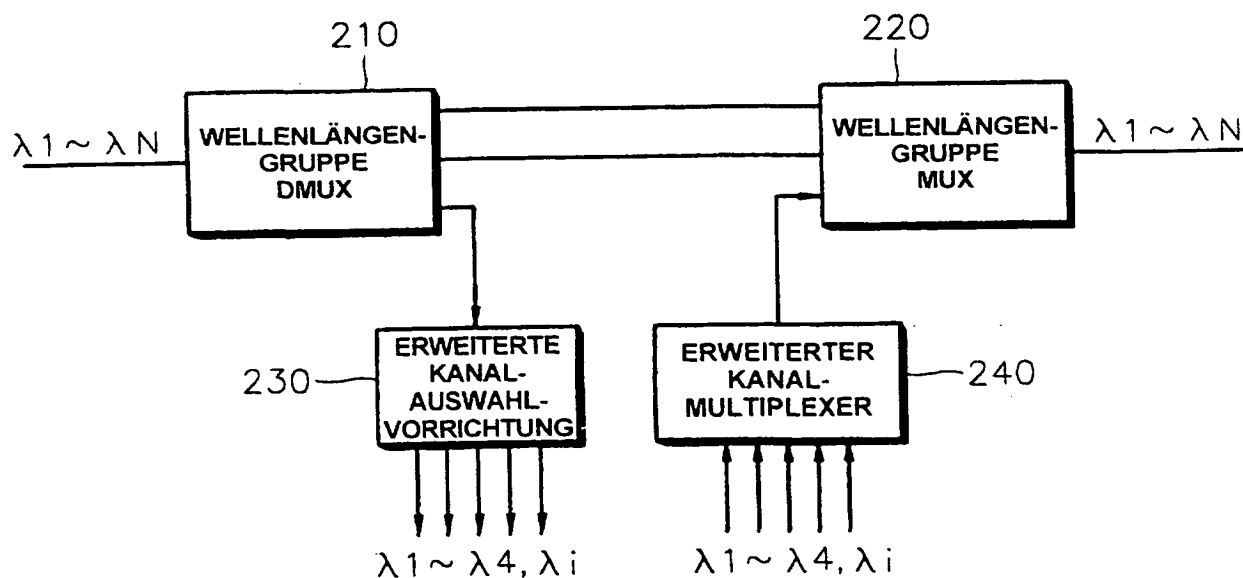 210
220
λ1~λN
WELLENLÄNGEN-
GRUPPE
DMUX
WELLENLÄNGEN-
GRUPPE
MUX
λ1~λN
230
ERWEITERTE
KANAL-
AUSWAHL-
VORRICHTUNG
ERWEITERTER
KANAL-
MULTIPLEXER
240
λ1~λ4, λi
λ1~λ4, λi